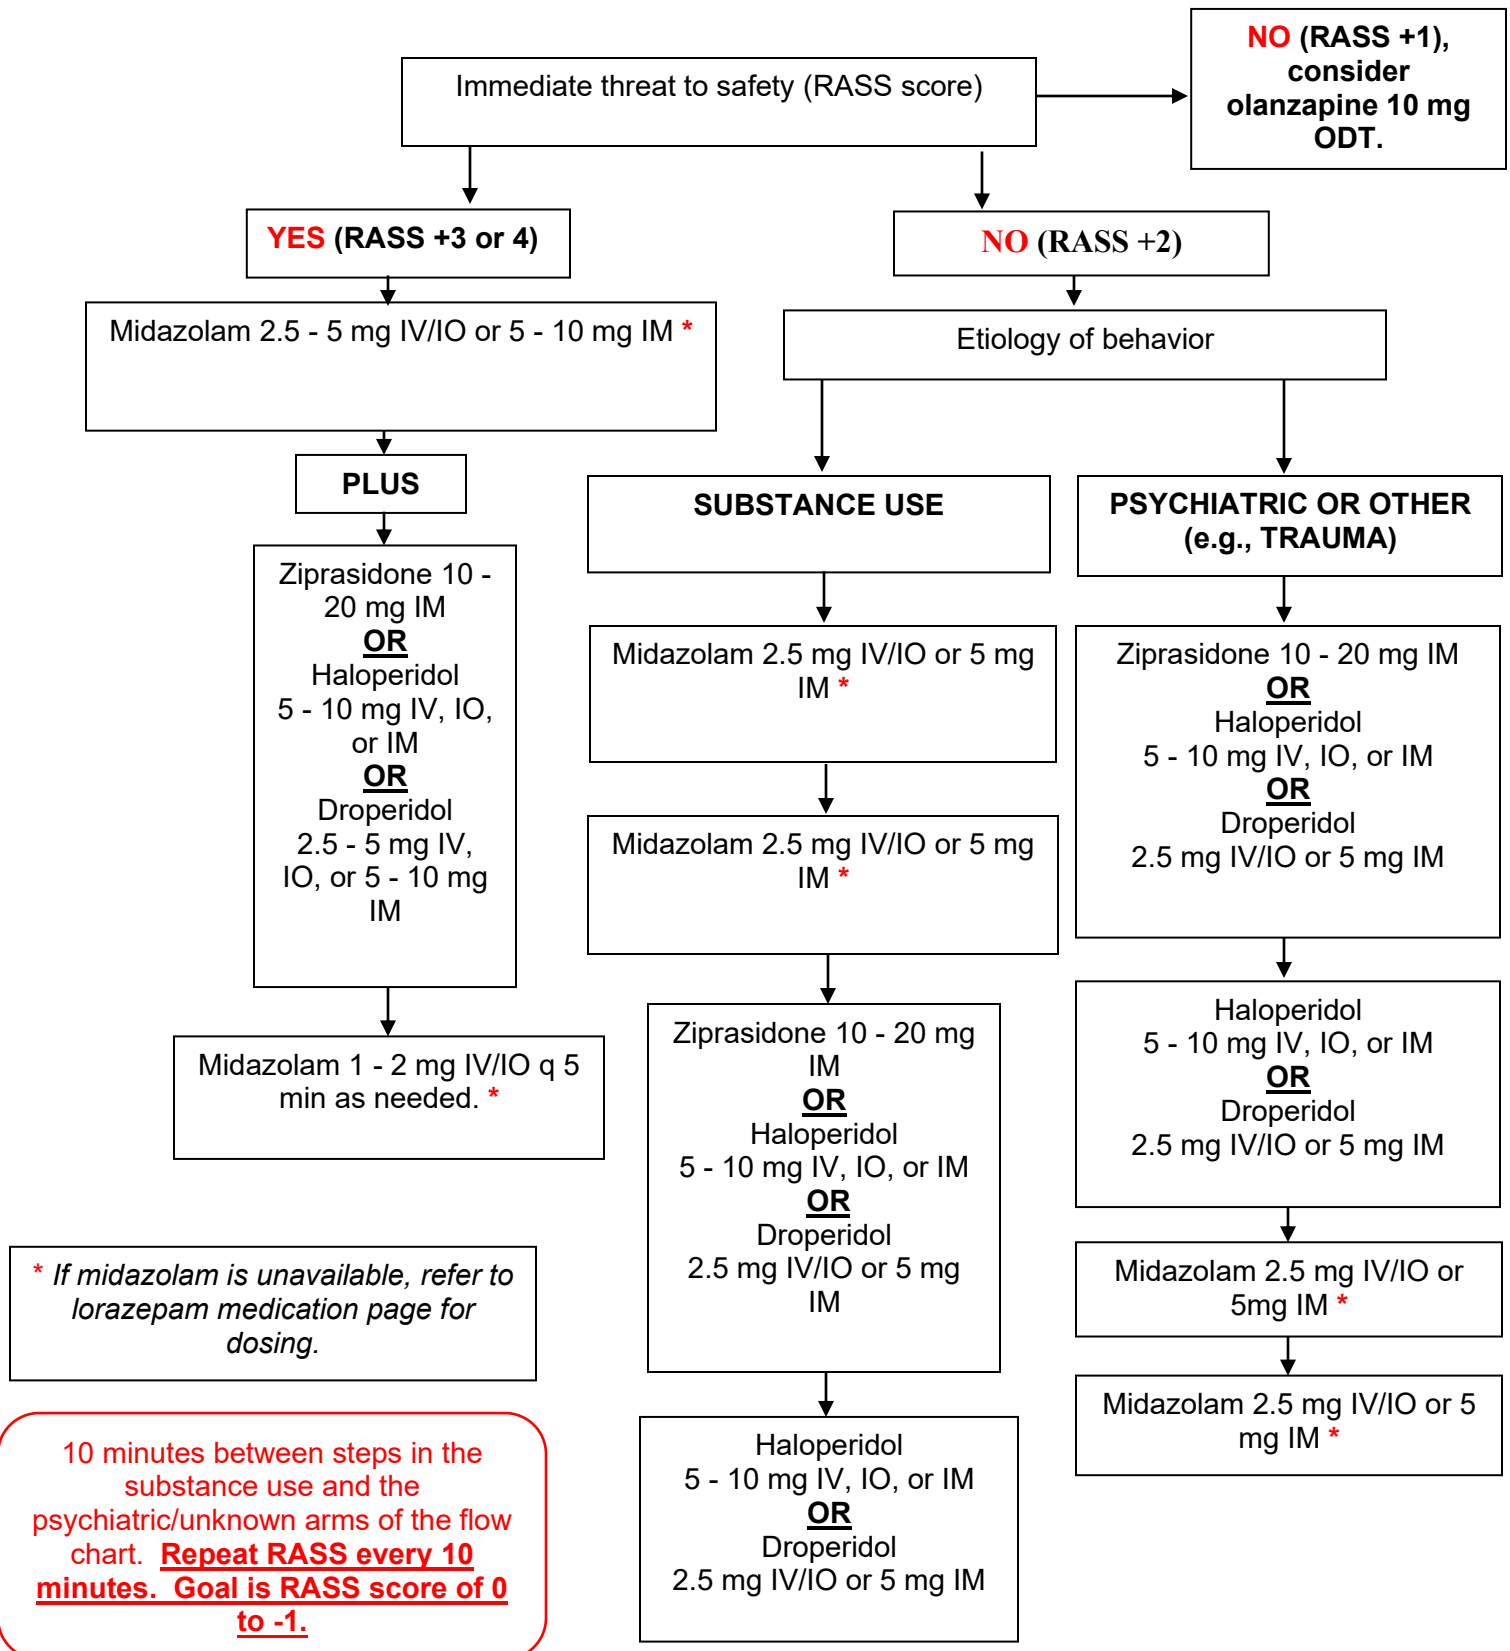 Immediate threat to safety (RASS score)
NO (RASS +1),
consider
olanzapine 10 mg
ODT.
YES (RASS +3 or 4)
Midazolam 2.5 - 5 mg IV/IO or 5 - 10 mg IM *
PLUS
Ziprasidone 10 -
20 mg IM
OR
Haloperidol
5 - 10 mg IV, IO,
or IM
OR
Droperidol
2.5 - 5 mg IV,
IO, or 5 - 10 mg
IM
Midazolam 1 - 2 mg IV/IO q 5
min as needed. *
NO (RASS +2)
Etiology of behavior
SUBSTANCE USE
Midazolam 2.5 mg IV/IO or 5 mg
IM *
Midazolam 2.5 mg IV/IO or 5 mg
IM *
Ziprasidone 10 - 20 mg
IM
OR
Haloperidol
5 - 10 mg IV, IO, or IM
OR
Droperidol
2.5 mg IV/IO or 5 mg
IM
Haloperidol
5 - 10 mg IV, IO, or IM
OR
Droperidol
2.5 mg IV/IO or 5 mg IM
PSYCHIATRIC OR OTHER
(e.g., TRAUMA)
Ziprasidone 10 - 20 mg IM
OR
Haloperidol
5 - 10 mg IV, IO, or IM
OR
Droperidol
2.5 mg IV/IO or 5 mg IM
Haloperidol
5 - 10 mg IV, IO, or IM
OR
Droperidol
2.5 mg IV/IO or 5 mg IM
Midazolam 2.5 mg IV/IO or
5mg IM *
Midazolam 2.5 mg IV/IO or 5
mg IM *
* If midazolam is unavailable, refer to
lorazepam medication page for
dosing.
10 minutes between steps in the
substance use and the
psychiatric/unknown arms of the flow
chart. Repeat RASS every 10
minutes. Goal is RASS score of 0
to -1.